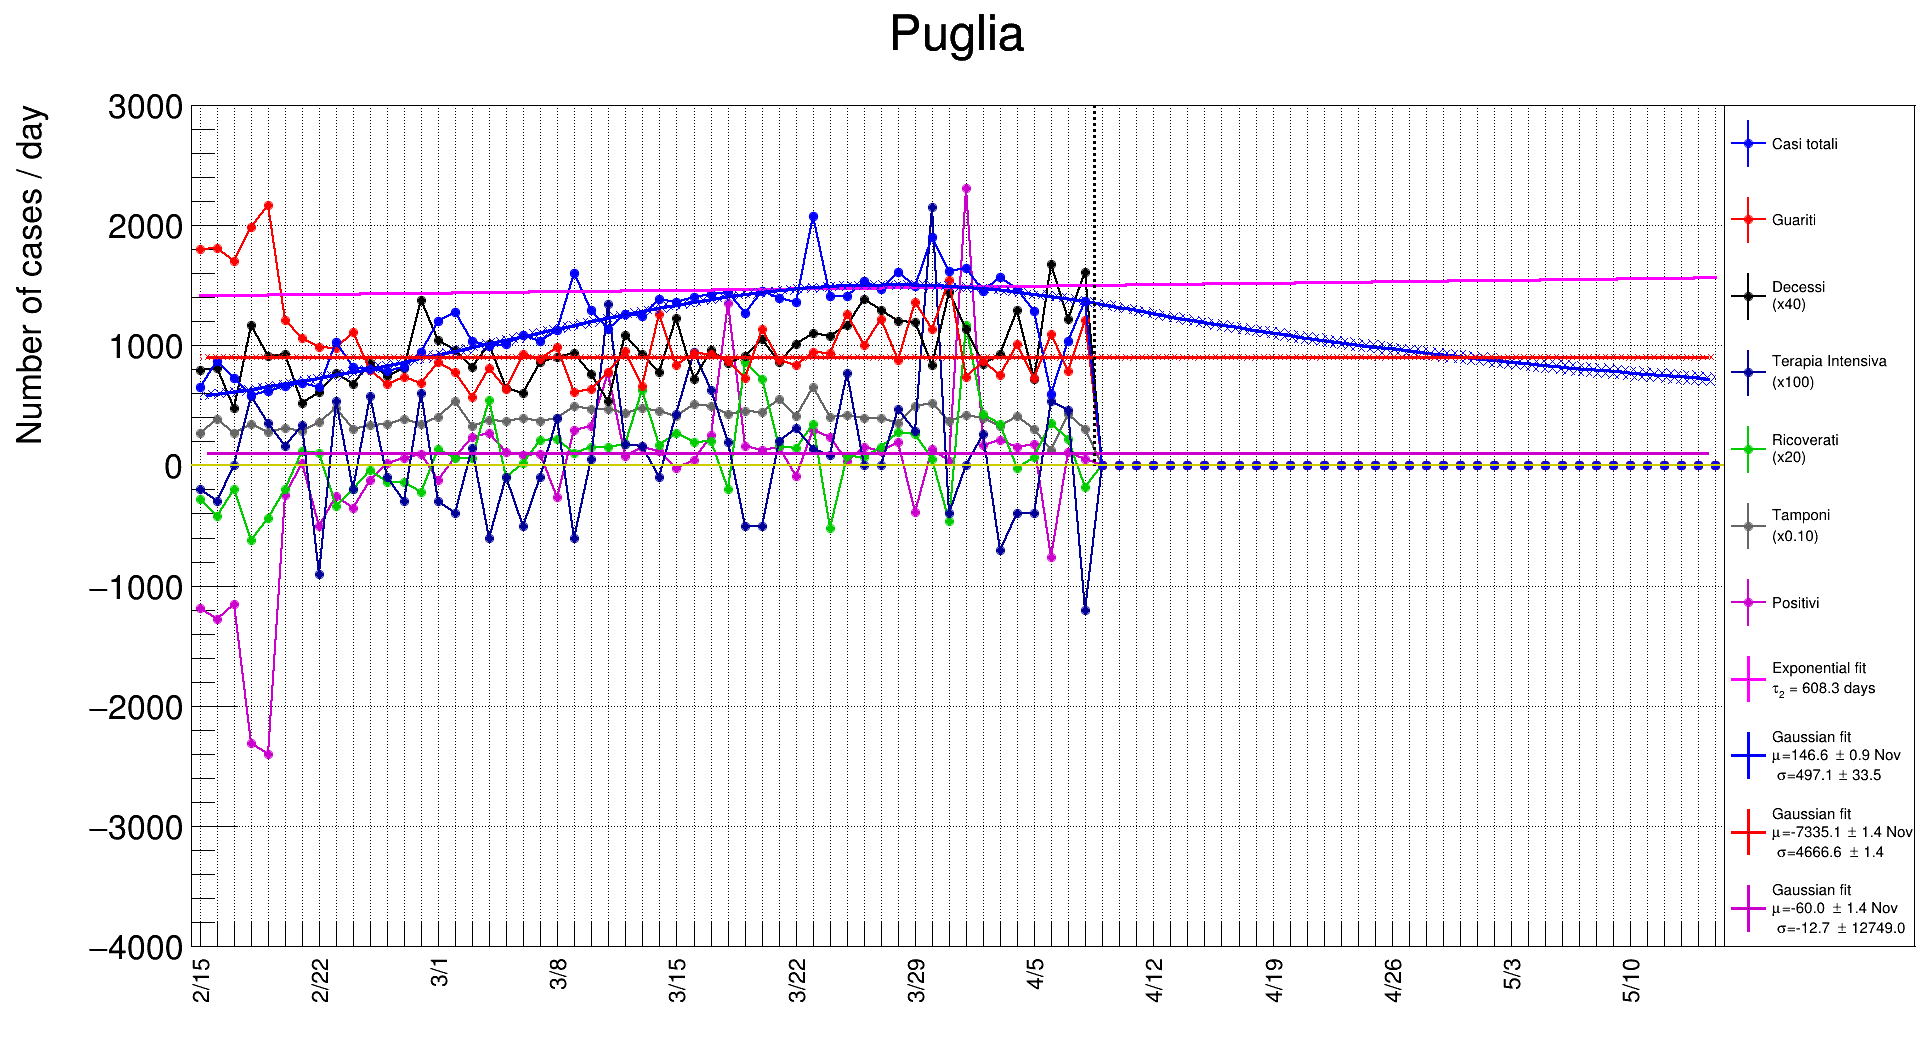 Puglia
Number of cases / day
3000
2000
1000
0
−1000
−2000
−3000
−4000
2/15
2/22
3/1
3/8
3/15
3/22
3/29
4/5
4/12
4/19
4/26
5/3
5/10
Casi totali
Guariti
Decessi
(x40)
Terapia Intensiva
(x100)
Ricoverati
(x20)
Tamponi
(x0.10)
Positivi
Exponential fit
τ2 = 608.3 days
Gaussian fit
μ=146.6 ± 0.9 Nov
σ=497.1 ± 33.5
Gaussian fit
μ=-7335.1 ± 1.4 Nov
σ=4666.6 ± 1.4
Gaussian fit
μ=-60.0 ± 1.4 Nov
σ=-12.7 ± 12749.0